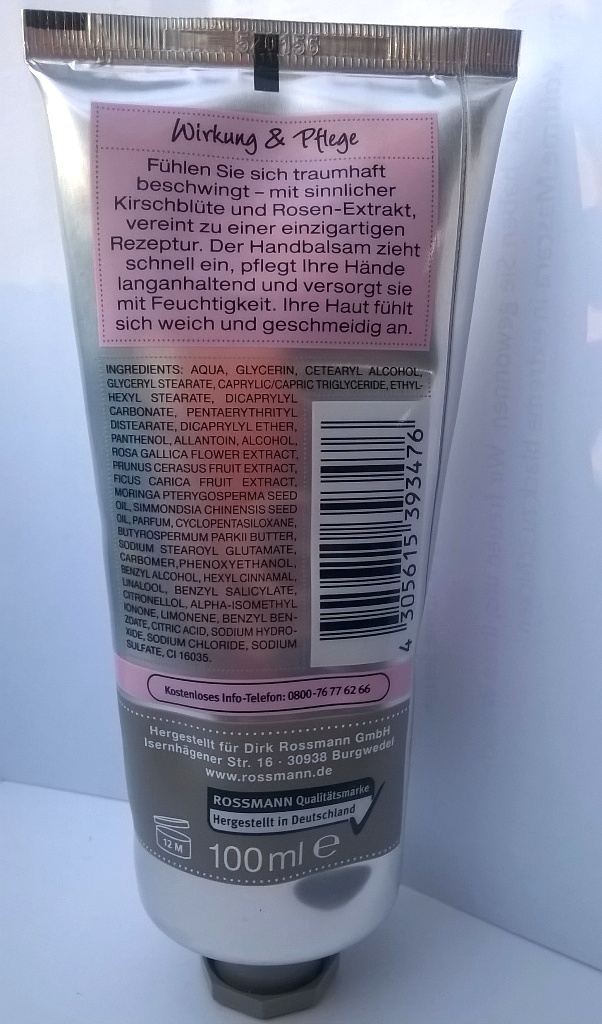 520156
Wirkung & Pflege
Fühlen Sie sich traumhaft
beschwingt – mit sinnlicher
Kirschblüte und Rosen-Extrakt,
vereint zu einer einzigartigen
Rezeptur. Der Handbalsam zieht
schnell ein, pflegt Ihre Hände
langanhaltend und versorgt sie
mit Feuchtigkeit. Ihre Haut fühlt
sich weich und geschmeidig an.
INGREDIENTS: AQUA, GLYCERIN, CETEARYL ALCOHOL,
GLYCERYL STEARATE, CAPRYLIC/CAPRIC TRIGLYCERIDE, ETHYL-
HEXYL STEARATE, DICAPRYLYL
CARBONATE, PENTAERYTHRITYL
DISTEARATE, DICAPRYLYL ETHER,
PANTHENOL, ALLANTOIN, ALCOHOL,
ROSA GALLICA FLOWER EXTRACT,
PRUNUS CERASUS FRUIT EXTRACT,
FICUS CARICA FRUIT EXTRACT,
MORINGA PTERYGOSPERMA SEED
OIL, SIMMONDSIA CHINENSIS SEED
OIL, PARFUM, CYCLOPENTASILOXANE,
BUTYROSPERMUM PARKII BUTTER,
SODIUM STEAROYL GLUTAMATE,
CARBOMER, PHENOXYETHANOL,
BENZYL ALCOHOL, HEXYL CINNAMAL,
LINALOOL, BENZYL SALICYLATE,
CITRONELLOL, ALPHA-ISOMETHYL
IONONE, LIMONENE, BENZYL BEN-
ZOATE, CITRIC ACID, SODIUM HYDRO-
XIDE, SODIUM CHLORIDE, SODIUM
SULFATE, CI 16035.
4 305615 393476
Kostenloses Info-Telefon: 0800-76 77 62 66
Hergestellt für Dirk Rossmann GmbH
Isernhägener Str. 16 · 30938 Burgwedel
www.rossmann.de
ROSSMANN Qualitätsmarke
Hergestellt in Deutschland
12 M
100 ml e